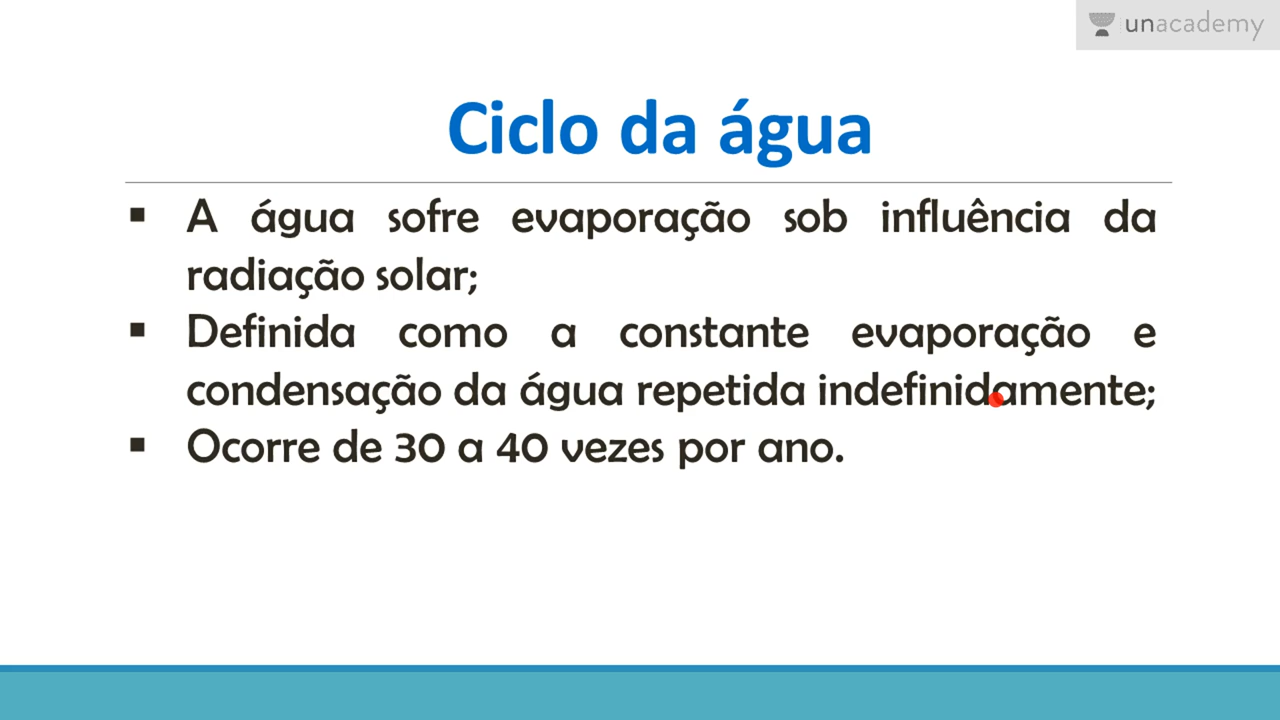 unacademy
Ciclo da água
▪ A água sofre evaporação sob influência da
radiação solar;
▪ Definida como a constante evaporação e
condensação da água repetida indefinidamente;
▪ Ocorre de 30 a 40 vezes por ano.